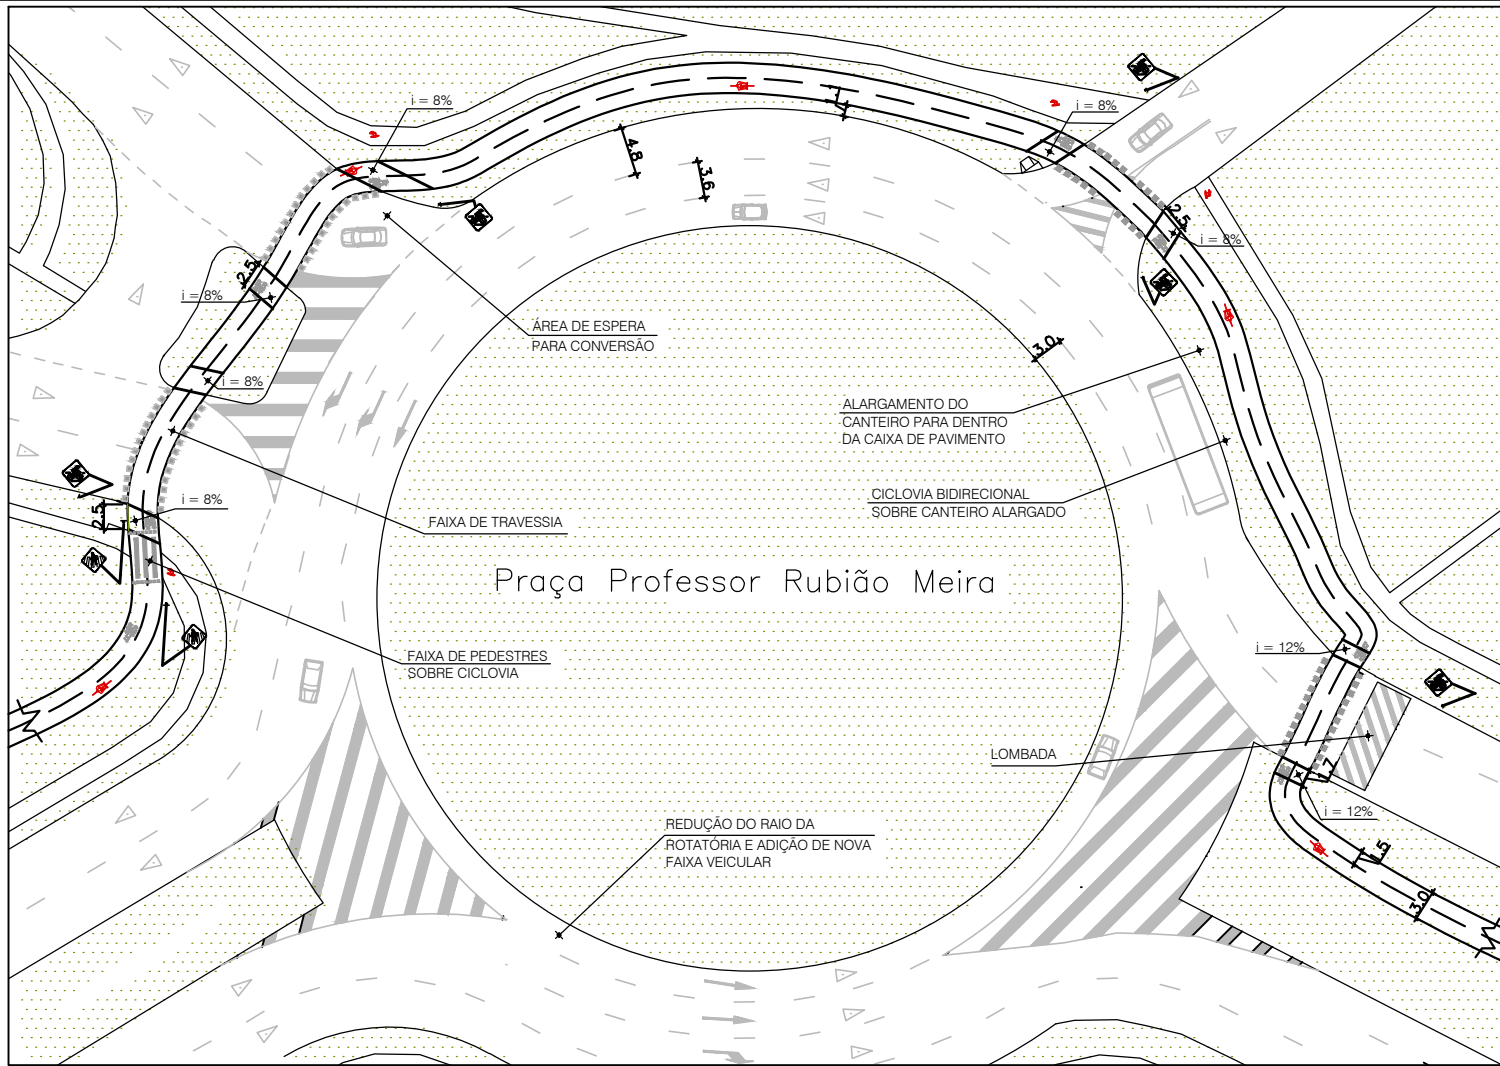 i = 8%
i = 8%
4.8
3.6
2.5
i = 8%
2.5
i = 8%
ÁREA DE ESPERA
PARA CONVERSÃO
3.0
i = 8%
ALARGAMENTO DO
CANTEIRO PARA DENTRO
DA CAIXA DE PAVIMENTO
i = 8%
2.5
CICLOVIA BIDIRECIONAL
SOBRE CANTEIRO ALARGADO
FAIXA DE TRAVESSIA
Praça Professor Rubião Meira
FAIXA DE PEDESTRES
SOBRE CICLOVIA
i = 12%
LOMBADA
i = 12%
REDUÇÃO DO RAIO DA
ROTATÓRIA E ADIÇÃO DE NOVA
FAIXA VEICULAR
1.5
3.0